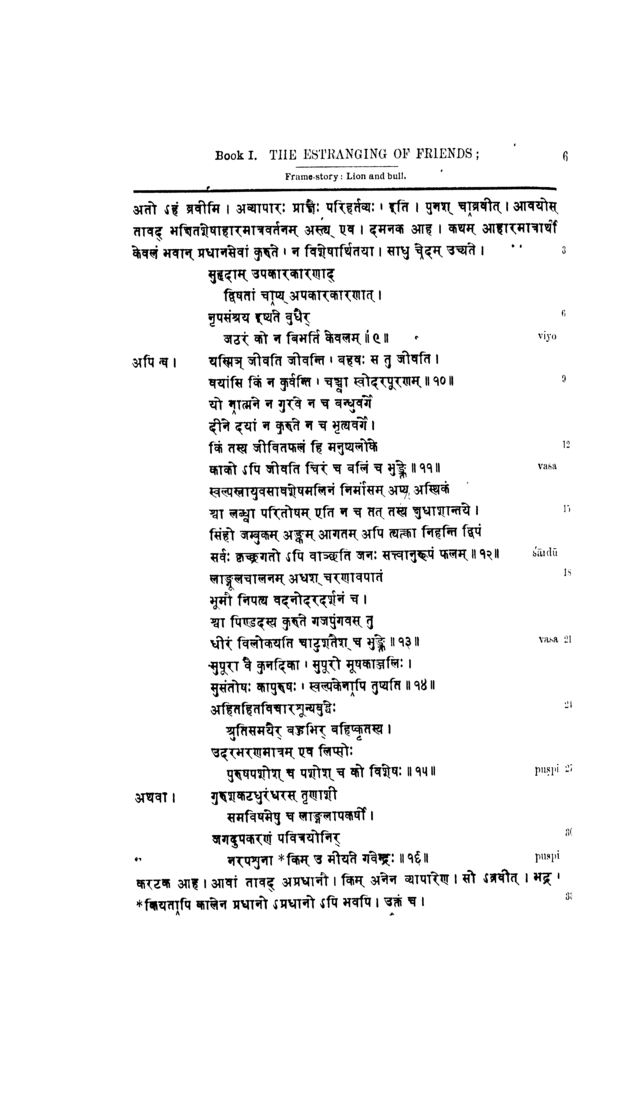 Book I. THE ESTRANGING OF FRIENDS; 6
Frame-story: Lion and bull.
अतो ऽहं ब्रवीमि । अव्यापारः प्राज्ञैः परिहर्तव्यः । इति । पुनश् चाब्रवीत् । आवयोस्
तावद् भक्षितशेषाहारमात्रवर्तनम् अस्त्य् एव । दमनक आह । कथम् आहारमात्रार्थी
केवलं भवान् प्रधानसेवां कुरुते । न विशेषार्थितया । साधु चेदम् उच्यते । 3
सुहृदाम् उपकारकारणाद्
द्विषतां चाप्य् अपकारकारणात् ।
नृपसंश्रय इष्यते बुधैर् 6
जठरं को न बिभर्ति केवलम् ॥९॥ viyo
अपि च । यस्मिञ् जीवति जीवन्ति । बहवः स तु जीवति ।
वयांसि किं न कुर्वन्ति । चञ्च्वा स्वोदरपूरणम् ॥१०॥ 9
यो नात्मने न गुरवे न च बन्धुवर्गे
दीने दयां न कुरुते न च भृत्यवर्गे ।
किं तस्य जीवितफलं हि मनुष्यलोके 12
काको ऽपि जीवति चिरं च बलिं च भुङ्क्ते ॥११॥ vasa
स्वल्पस्नायुवसावशेषमलिनं निर्मांसम् अप्य् अस्थिकं
श्वा लब्ध्वा परितोषम् एति न च तत् तस्य क्षुधाशान्तये । 15
सिंहो जम्बुकम् अङ्कम् आगतम् अपि त्यक्त्वा निहन्ति द्विपं
सर्वः कृच्छ्रगतो ऽपि वाञ्छति जनः सत्त्वानुरूपं फलम् ॥१२॥ śārdū
लाङ्गूलचालनम् अधश् चरणावपातं 18
भूमौ निपत्य वदनोदरदर्शनं च ।
श्वा पिण्डदस्य कुरुते गजपुंगवस् तु
धीरं विलोकयति चाटुशतैश् च भुङ्क्ते ॥१३॥ vasa 21
सुपूरा वै कुनदिका । सुपूरो मूषकाञ्जलिः ।
सुसंतोषः कापुरुषः । स्वल्पकेनापि तुष्यति ॥१४॥
अहितहितविचारशून्यबुद्धेः 24
श्रुतिसमयैर् बहुभिर् बहिष्कृतस्य ।
उदरभरणमात्रम् एव लिप्सोः
पुरुषपशोश् च पशोश् च को विशेषः ॥१५॥ puṣpi 27
अथवा । गुरुशकटधुरंधरस् तृणाशी
समविषमेषु च लाङ्गलापकर्षी ।
जगदुपकरणं पवित्रयोनिर् 30
नरपशुना *किम् उ मीयते गवेन्द्रः ॥१६॥ puṣpi
करटक आह । आवां तावद् अप्रधानौ । किम् अनेन व्यापारेण । सो ऽब्रवीत् । भद्र ।
*कियतापि कालेन प्रधानो ऽप्रधानो ऽपि भवपि । उक्तं च । 33